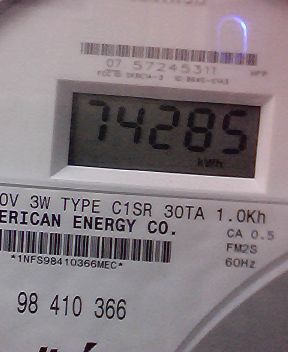 07 57245311
74285
kWh
0V 3W TYPE C1SR 30TA 1.0Kh
ERICAN ENERGY CO.
CA 0.5
FM2S
60Hz
*1NFS98410366MEC*
98 410 366